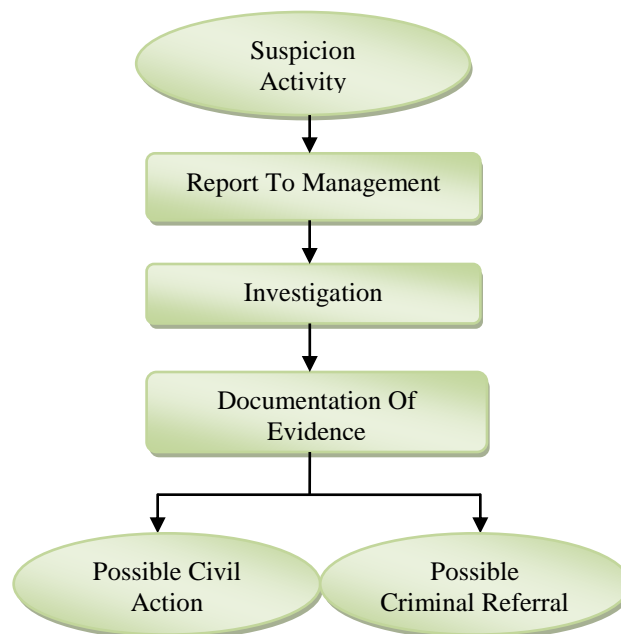 Suspicion
Activity
Report To Management
Investigation
Documentation Of
Evidence
Possible Civil
Action
Possible
Criminal Referral